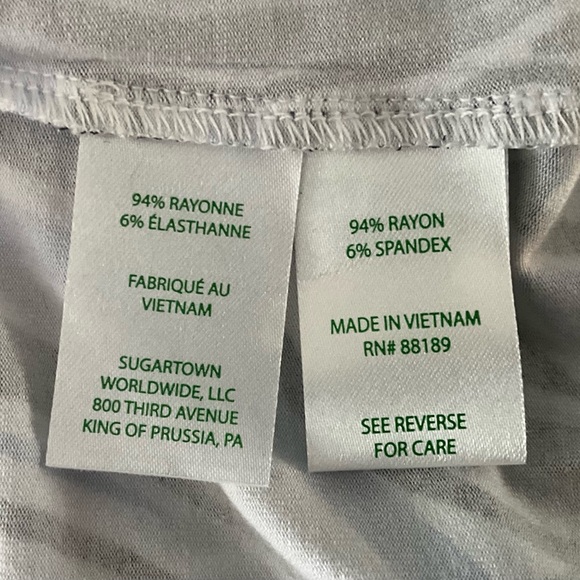 94% RAYONNE
6% ÉLASTHANNE
FABRIQUÉ AU
VIETNAM
SUGARTOWN
WORLDWIDE, LLC
800 THIRD AVENUE
KING OF PRUSSIA, PA
94% RAYON
6% SPANDEX
MADE IN VIETNAM
RN# 88189
SEE REVERSE
FOR CARE